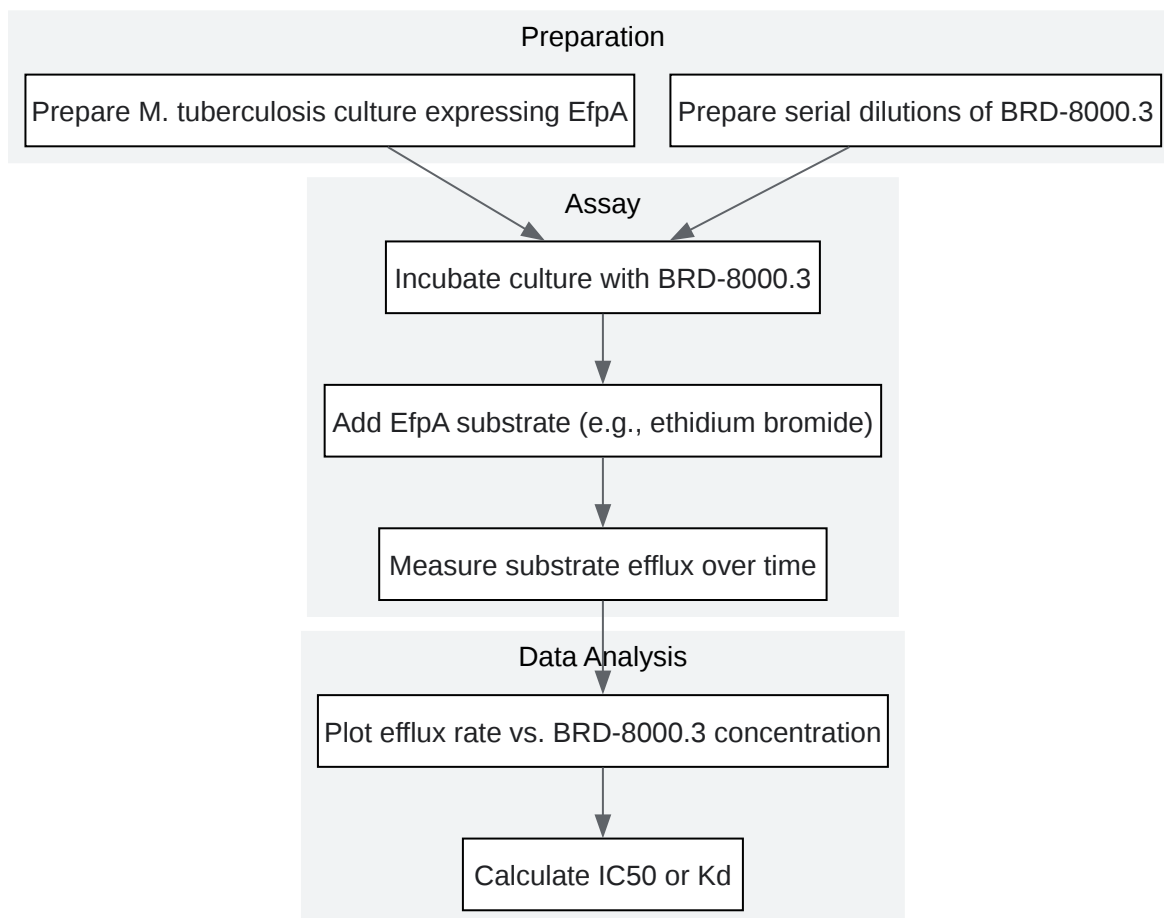 Preparation
Prepare M. tuberculosis culture expressing EfpA
Prepare serial dilutions of BRD-8000.3
Assay
Incubate culture with BRD-8000.3
Add EfpA substrate (e.g., ethidium bromide)
Measure substrate efflux over time
Data Analysis
Plot efflux rate vs. BRD-8000.3 concentration
Calculate IC50 or Kd